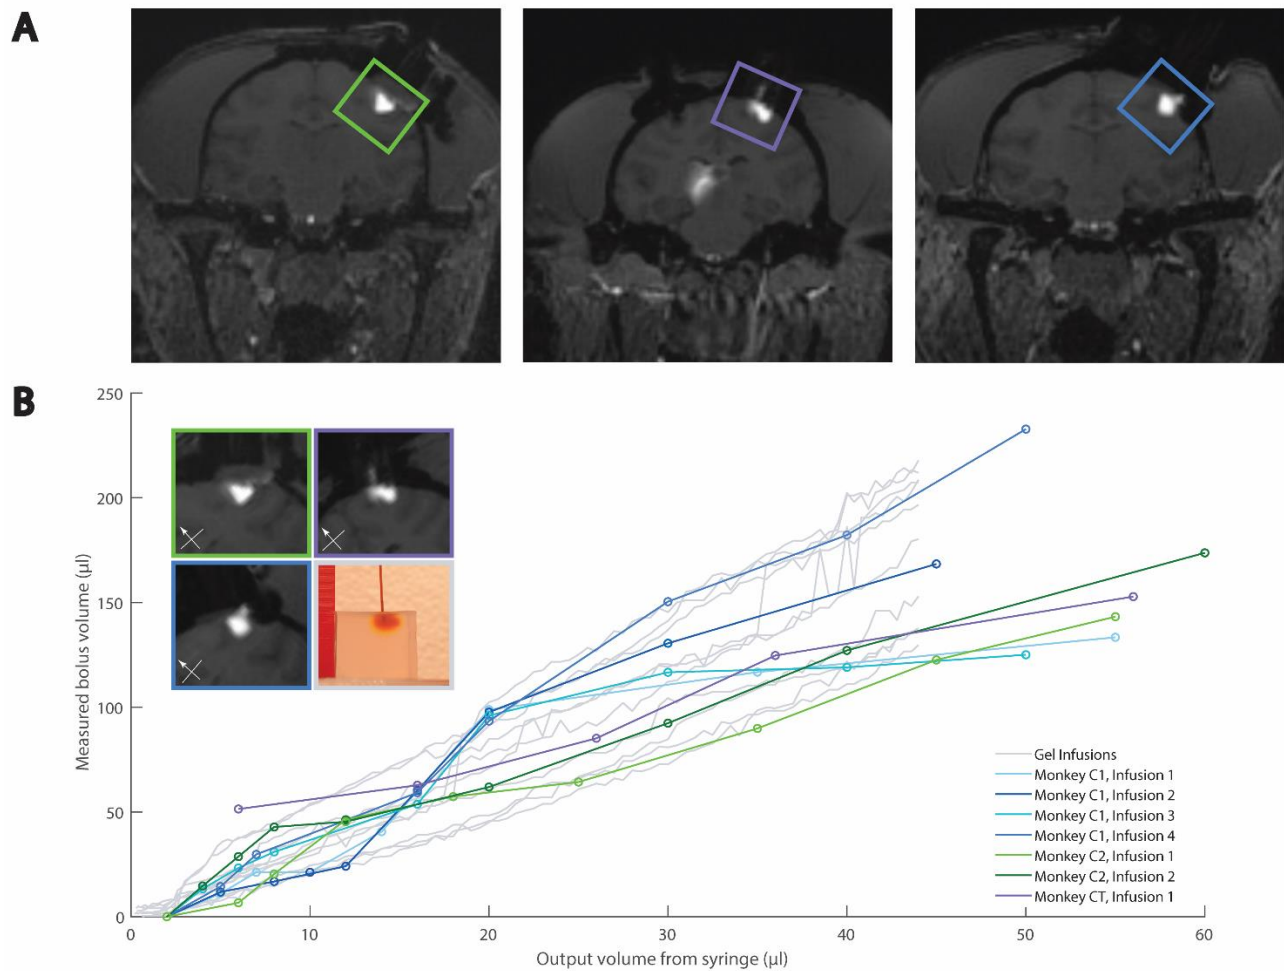 A
B
250
200
150
100
50
0
Measured bolus volume (µl)
0
10
20
30
40
50
60
Output volume from syringe (µl)
Gel Infusions
Monkey C1, Infusion 1
Monkey C1, Infusion 2
Monkey C1, Infusion 3
Monkey C1, Infusion 4
Monkey C2, Infusion 1
Monkey C2, Infusion 2
Monkey CT, Infusion 1